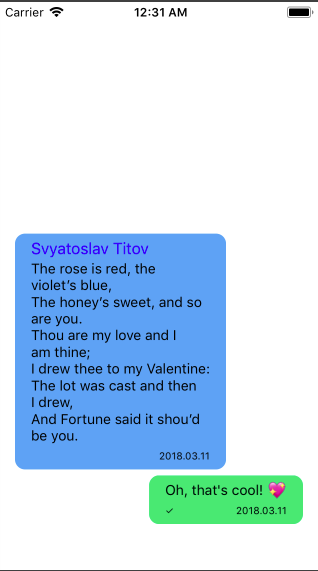 Carrier 12:31 AM
Svyatoslav Titov
The rose is red, the
violet’s blue,
The honey’s sweet, and so
are you.
Thou are my love and I
am thine;
I drew thee to my Valentine:
The lot was cast and then
I drew,
And Fortune said it shou’d
be you.
2018.03.11
Oh, that's cool! 💖
✓ 2018.03.11